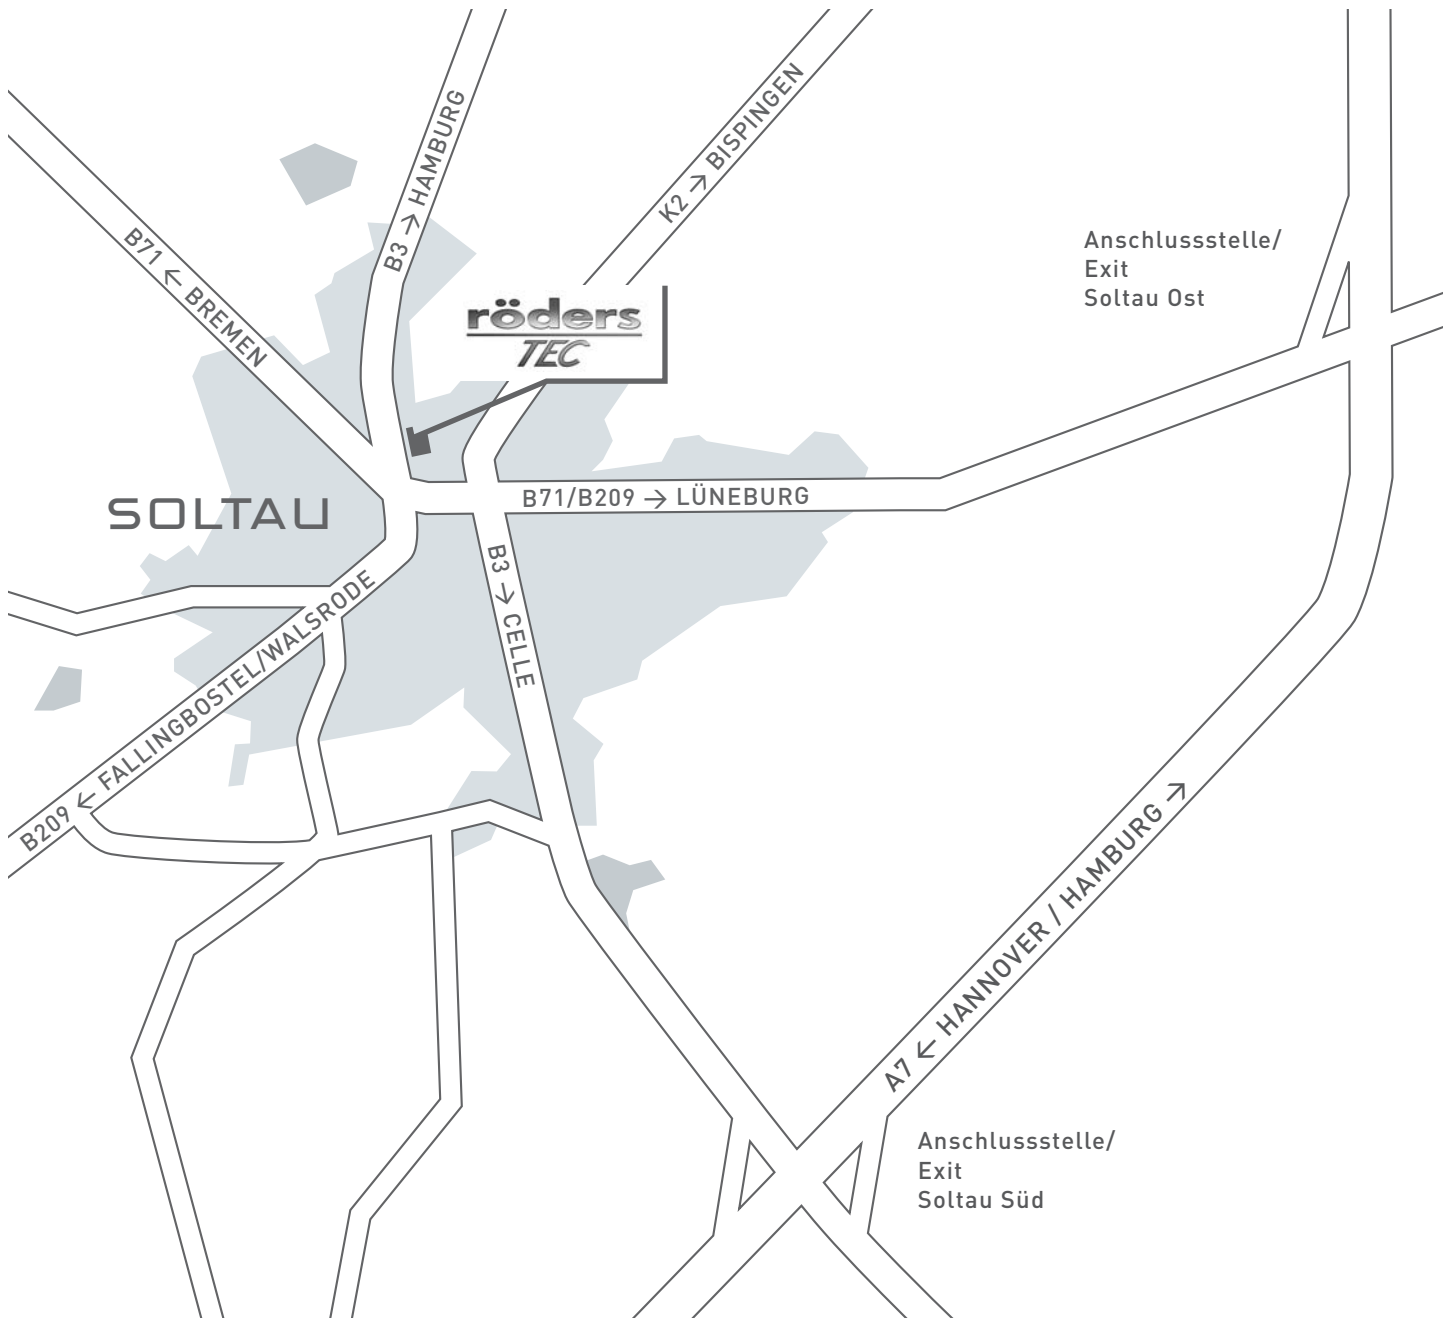 B3 → HAMBURG
K2 → BISPINGEN
B71 ← BREMEN
Anschlussstelle/
Exit
Soltau Ost
röders
TEC
SOLTAU
B71/B209 → LÜNEBURG
B3 → CELLE
B209 ← FALLINGBOSTEL/WALSRODE
A7 ← HANNOVER / HAMBURG →
Anschlussstelle/
Exit
Soltau Süd